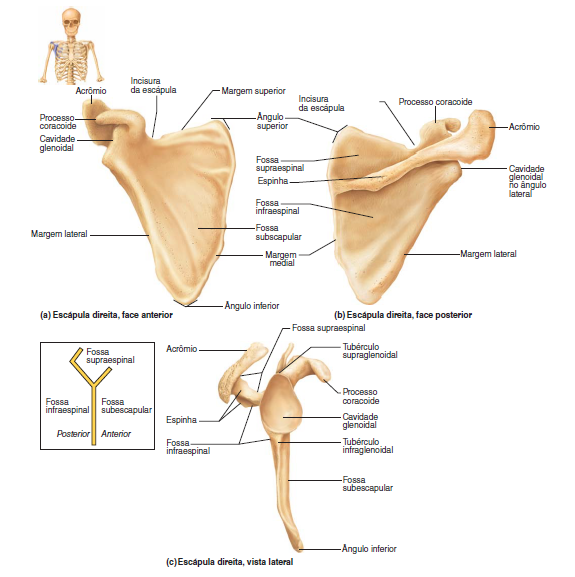 Acrômio
Incisura
da escápula
Margem superior
Processo
coracoide
Cavidade
glenoidal
Ângulo
superior
Margem lateral
Fossa
subscapular
Margem
medial
Ângulo inferior
(a) Escápula direita, face anterior
Incisura
da escápula
Processo coracoide
Acrômio
Fossa
supraespinal
Espinha
Fossa
infraespinal
Cavidade
glenoidal
no ângulo
lateral
Margem lateral
(b) Escápula direita, face posterior
Fossa
supraespinal
Fossa
infraespinal
Fossa
subescapular
Posterior
Anterior
Fossa supraespinal
Acrômio
Tubérculo
supraglenoidal
Processo
coracoide
Espinha
Cavidade
glenoidal
Fossa
infraespinal
Tubérculo
infraglenoidal
Fossa
subescapular
Ângulo inferior
(c) Escápula direita, vista lateral